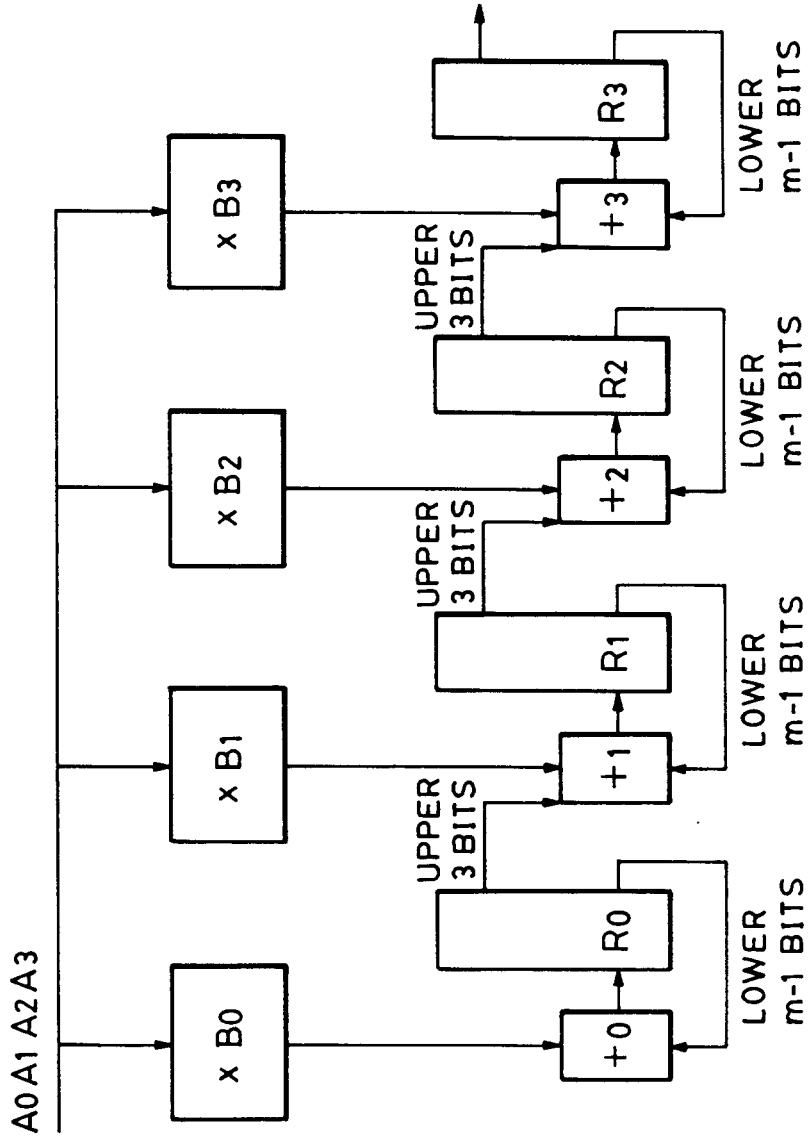 A0 A1 A2 A3
x B0
x B1
x B2
x B3
UPPER
3 BITS
UPPER
3 BITS
UPPER
3 BITS
+0
R0
+1
R1
+2
R2
+3
R3
LOWER
m-1 BITS
LOWER
m-1 BITS
LOWER
m-1 BITS
LOWER
m-1 BITS